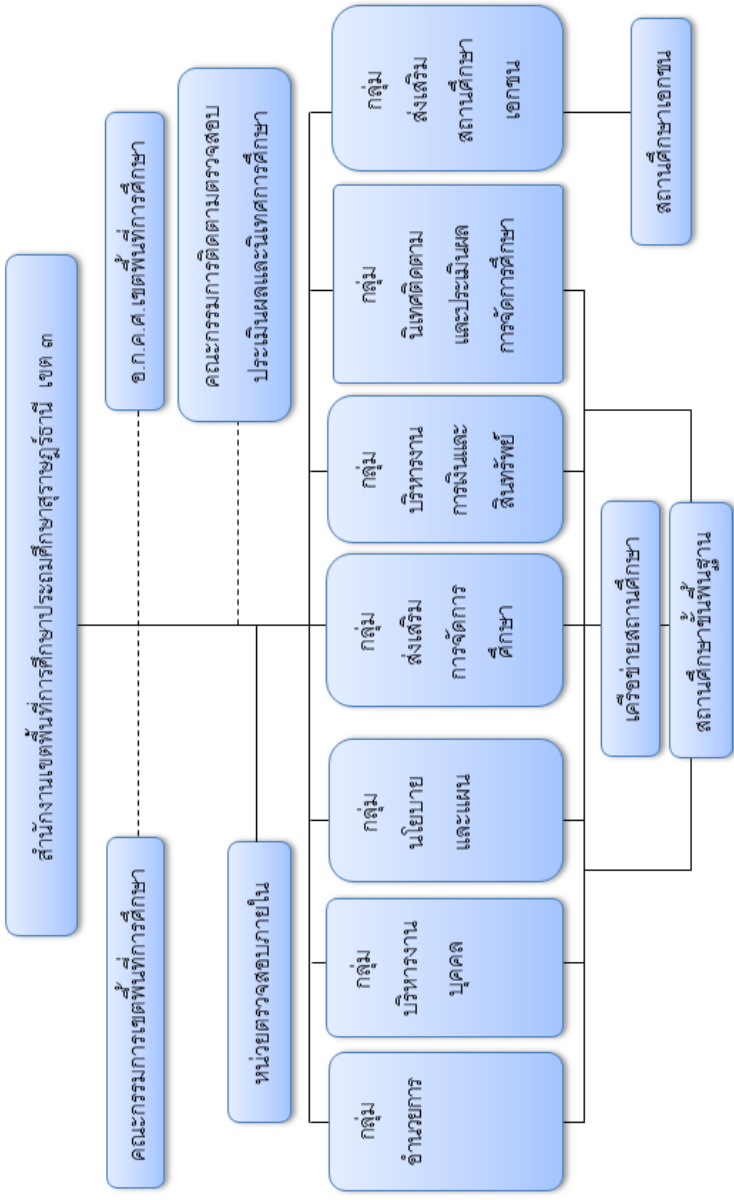 สำนักงานเขตพื้นที่การศึกษาประถมศึกษาสุราษฎร์ธานี เขต ๓
คณะกรรมการเขตพื้นที่การศึกษา
อ.ก.ค.ศ.เขตพื้นที่การศึกษา
คณะกรรมการติดตามตรวจสอบ
ประเมินผลและนิเทศการศึกษา
หน่วยตรวจสอบภายใน
กลุ่ม
อำนวยการ
กลุ่ม
บริหารงาน
บุคคล
กลุ่ม
นโยบาย
และแผน
กลุ่ม
ส่งเสริม
การจัดการ
ศึกษา
กลุ่ม
บริหารงาน
การเงินและ
สินทรัพย์
กลุ่ม
นิเทศติดตาม
และประเมินผล
การจัดการศึกษา
กลุ่ม
ส่งเสริม
สถานศึกษา
เอกชน
เครือข่ายสถานศึกษา
สถานศึกษาขั้นพื้นฐาน
สถานศึกษาเอกชน